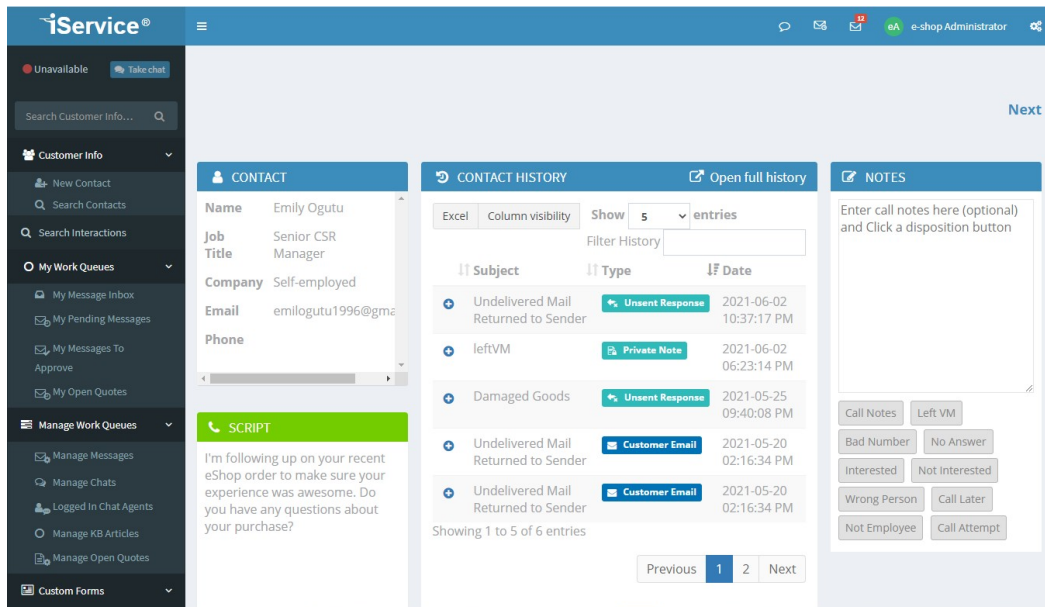 iService®
12
eA e-shop Administrator
Unavailable Take chat
Search Customer Info...
Next
Customer Info
New Contact
Search Contacts
Search Interactions
My Work Queues
My Message Inbox
My Pending Messages
My Messages To
Approve
My Open Quotes
Manage Work Queues
Manage Messages
Manage Chats
Logged In Chat Agents
Manage KB Articles
Manage Open Quotes
Custom Forms
CONTACT
Name Emily Ogutu
Job Senior CSR
Title Manager
Company Self-employed
Email emilogutu1996@gma
Phone
SCRIPT
I'm following up on your recent
eShop order to make sure your
experience was awesome. Do
you have any questions about
your purchase?
CONTACT HISTORY Open full history
Excel Column visibility Show 5 entries
Filter History
Subject Type Date
Undelivered Mail Unsent Response 2021-06-02
Returned to Sender 10:37:17 PM
leftVM Private Note 2021-06-02
06:23:14 PM
Damaged Goods Unsent Response 2021-05-25
09:40:08 PM
Undelivered Mail Customer Email 2021-05-20
Returned to Sender 02:16:34 PM
Undelivered Mail Customer Email 2021-05-20
Returned to Sender 02:16:34 PM
Showing 1 to 5 of 6 entries
Previous 1 2 Next
NOTES
Enter call notes here (optional)
and Click a disposition button
Call Notes Left VM
Bad Number No Answer
Interested Not Interested
Wrong Person Call Later
Not Employee Call Attempt